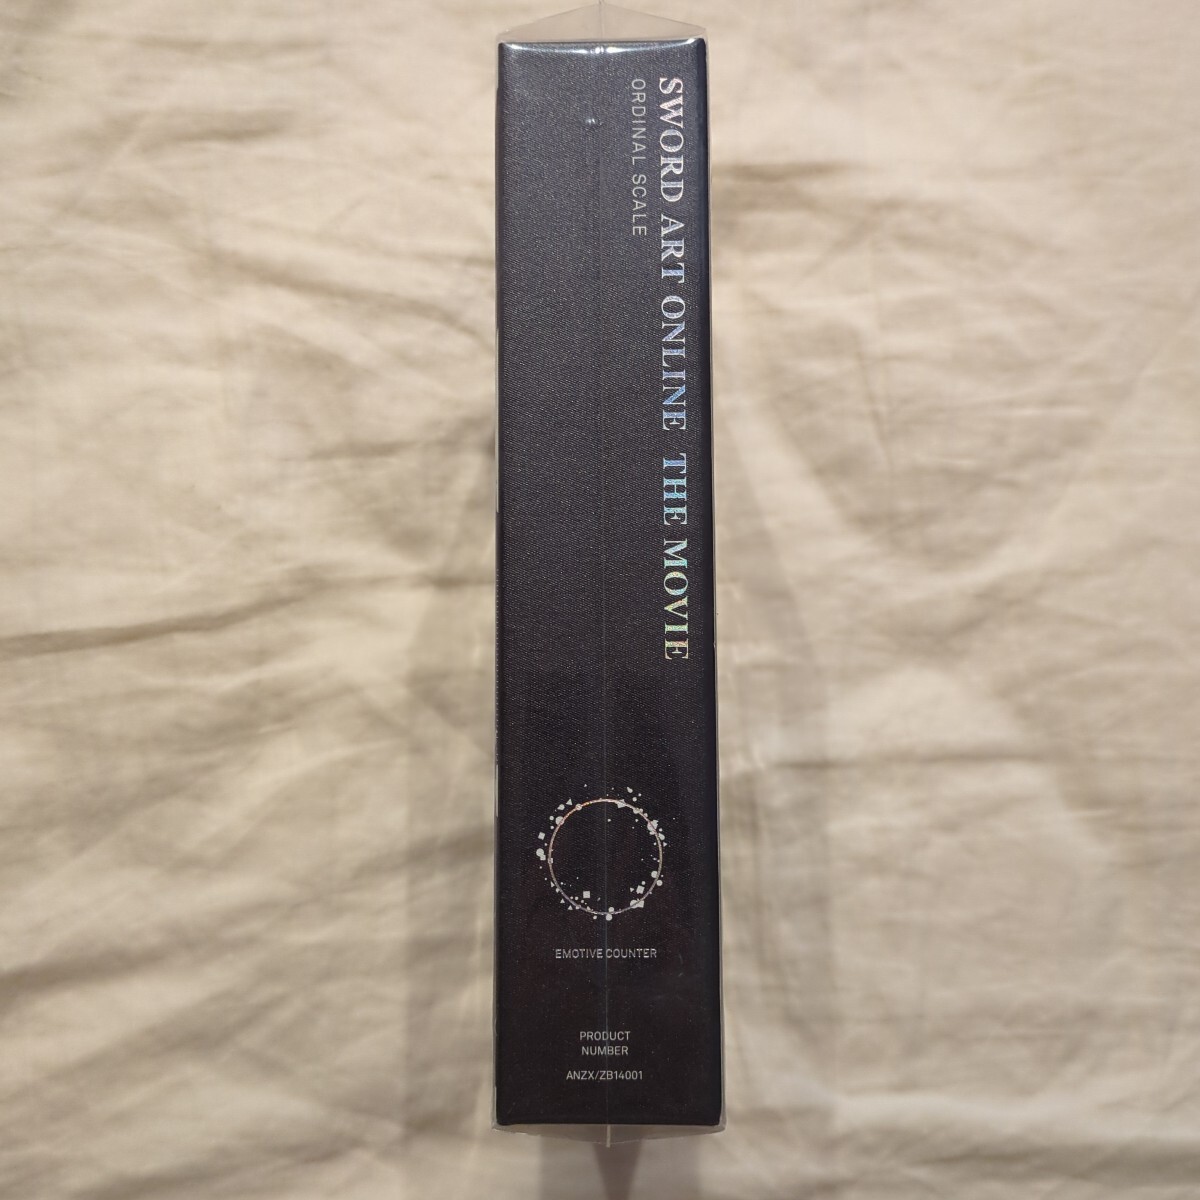 SWORD ART ONLINE THE MOVIE
ORDINAL SCALE
EMOTIVE COUNTER
PRODUCT
NUMBER
ANZX/ZB14001